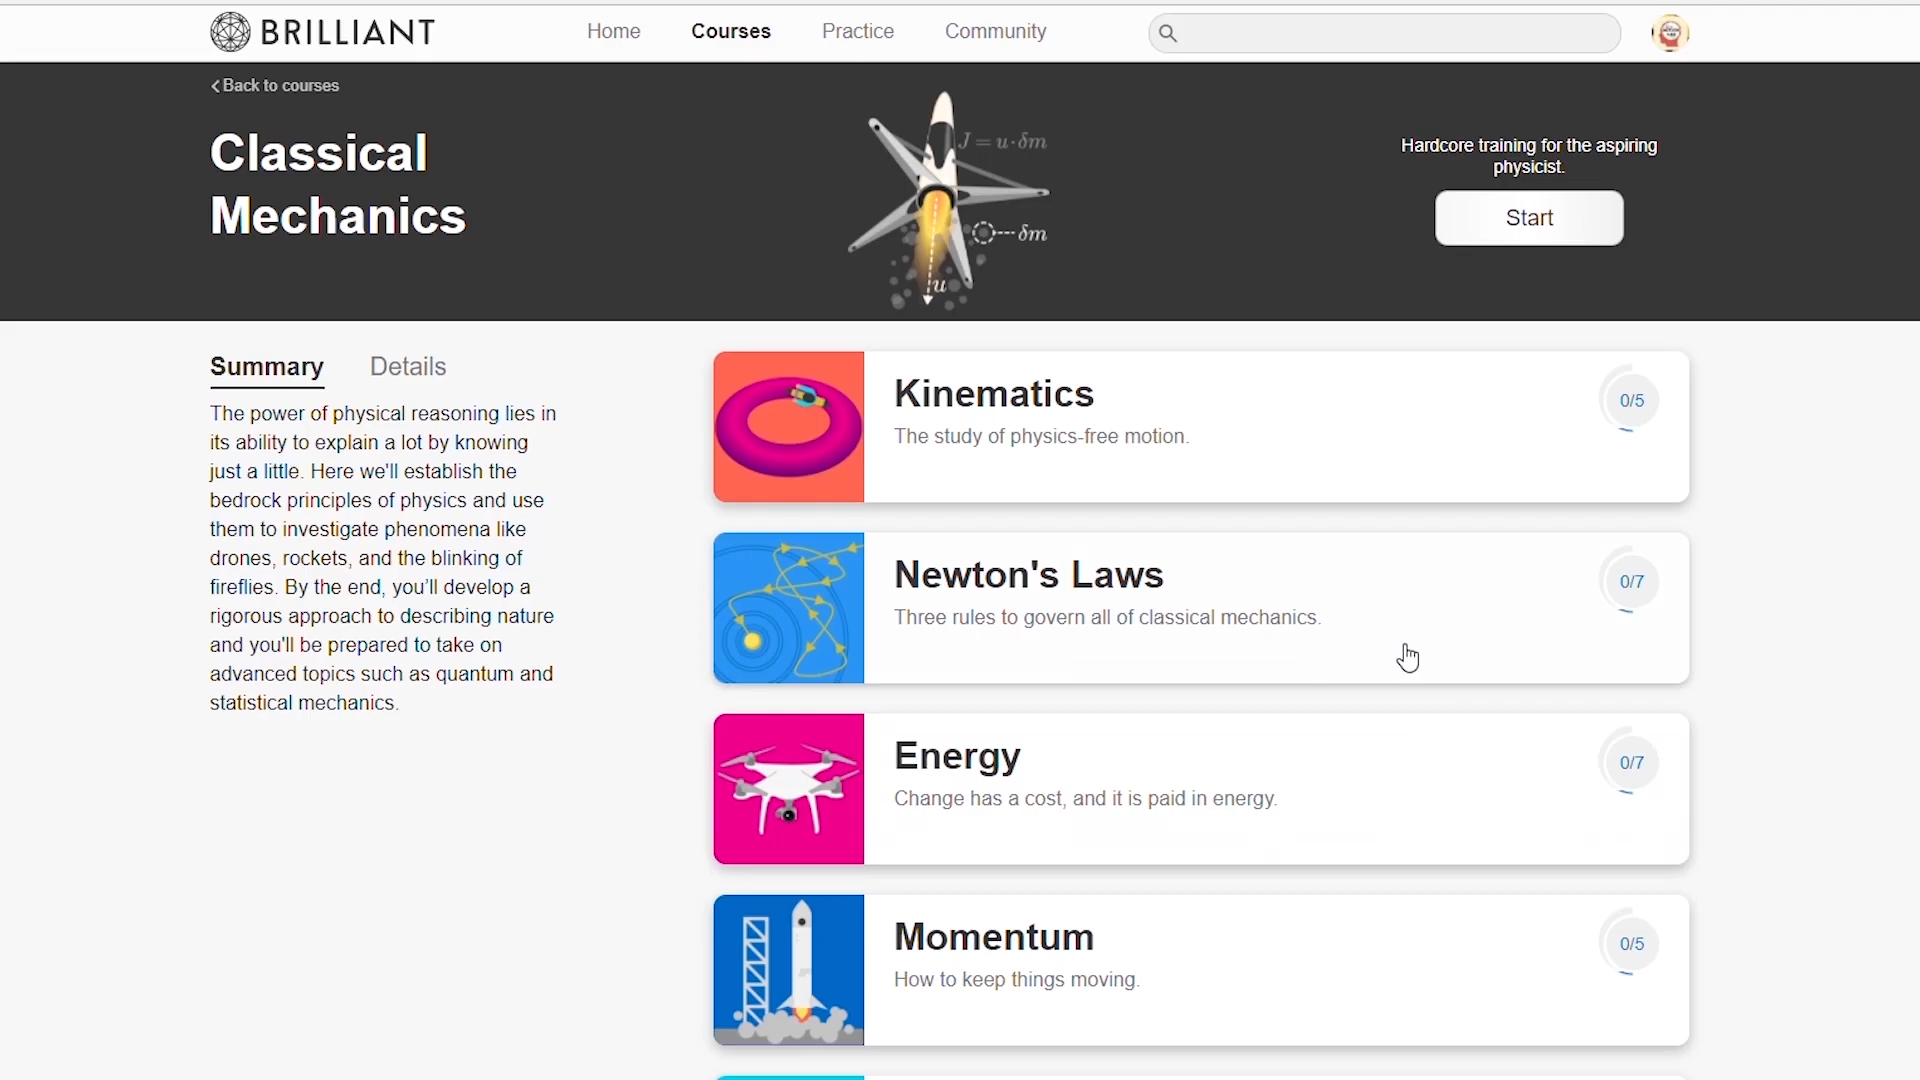 BRILLIANT
Home
Courses
Practice
Community
Back to courses
Classical
Mechanics
J = u · δm
δm
u
Hardcore training for the aspiring
physicist.
Start
Summary
Details
The power of physical reasoning lies in
its ability to explain a lot by knowing
just a little. Here we'll establish the
bedrock principles of physics and use
them to investigate phenomena like
drones, rockets, and the blinking of
fireflies. By the end, you'll develop a
rigorous approach to describing nature
and you'll be prepared to take on
advanced topics such as quantum and
statistical mechanics.
Kinematics
The study of physics-free motion.
0/5
Newton's Laws
Three rules to govern all of classical mechanics.
0/7
Energy
Change has a cost, and it is paid in energy.
0/7
Momentum
How to keep things moving.
0/5